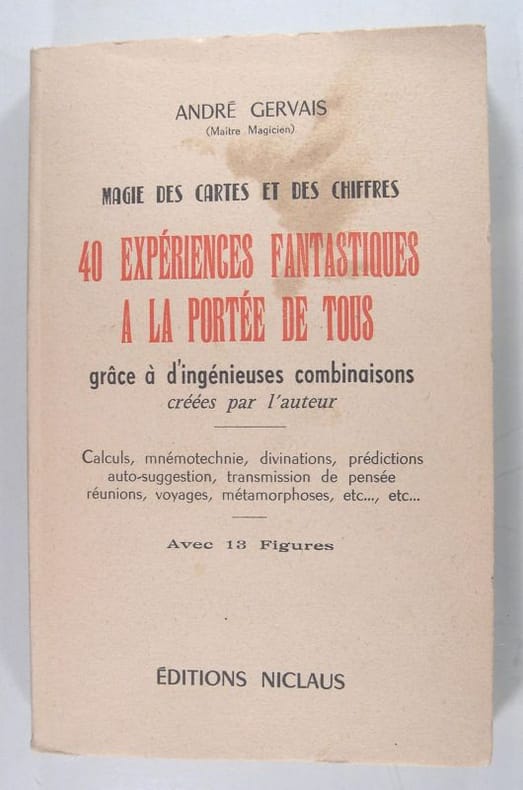 ANDRÉ GERVAIS
(Maître Magicien)
MAGIE DES CARTES ET DES CHIFFRES
40 EXPÉRIENCES FANTASTIQUES
A LA PORTÉE DE TOUS
grâce à d'ingénieuses combinaisons
créées par l'auteur
Calculs, mnémotechnie, divinations, prédictions
auto-suggestion, transmission de pensée
réunions, voyages, métamorphoses, etc..., etc...
Avec 13 Figures
ÉDITIONS NICLAUS